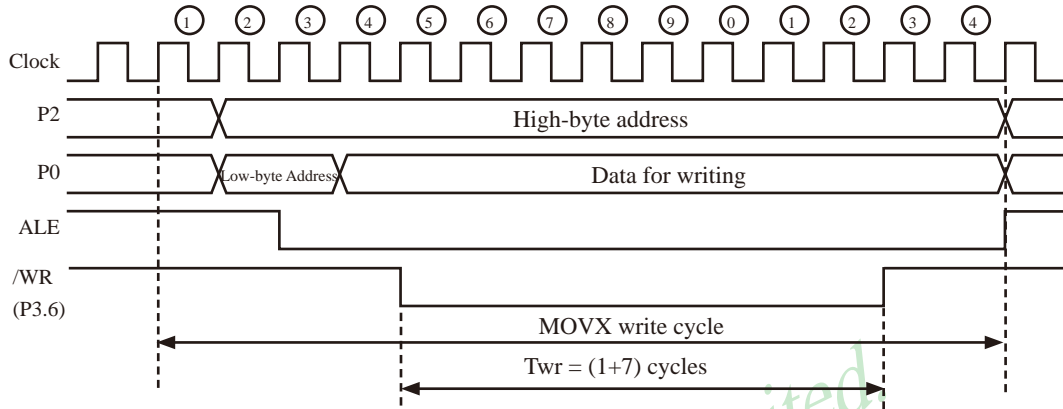 1 2 3 4 5 6 7 8 9 0 1 2 3 4
Clock
P2
High-byte address
P0
Low-byte Address
Data for writing
ALE
/WR
(P3.6)
MOVX write cycle
Twr = (1+7) cycles